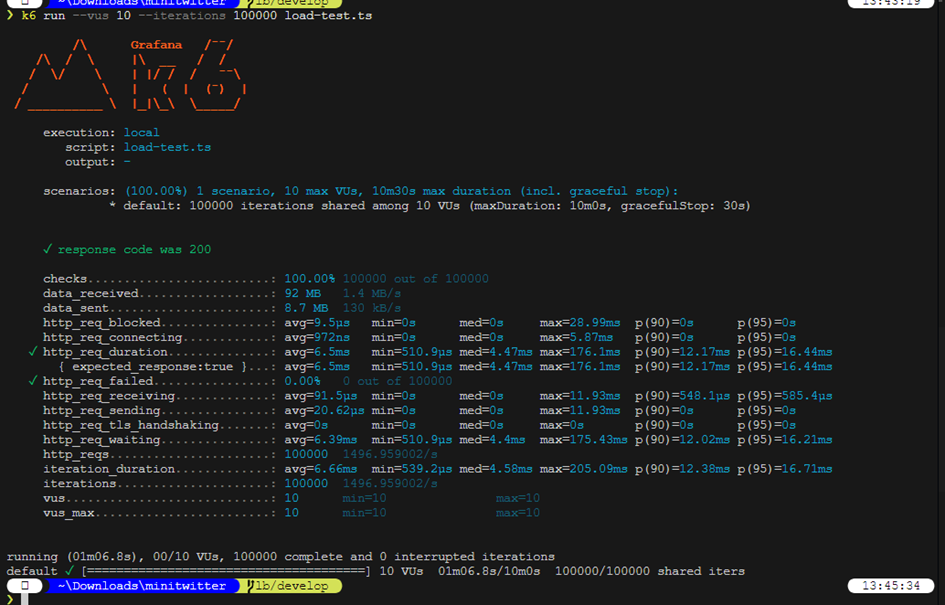 ~\Downloads\minitwitter lb/develop 13:43:19
❯ k6 run --vus 10 --iterations 100000 load-test.ts
Grafana
execution: local
script: load-test.ts
output: -
scenarios: (100.00%) 1 scenario, 10 max VUs, 10m30s max duration (incl. graceful stop):
* default: 100000 iterations shared among 10 VUs (maxDuration: 10m0s, gracefulStop: 30s)
✓ response code was 200
checks.........................: 100.00% 100000 out of 100000
data_received..................: 92 MB 1.4 MB/s
data_sent......................: 8.7 MB 130 kB/s
http_req_blocked...............: avg=9.5µs min=0s med=0s max=28.99ms p(90)=0s p(95)=0s
http_req_connecting............: avg=972ns min=0s med=0s max=5.87ms p(90)=0s p(95)=0s
✓ http_req_duration..............: avg=6.5ms min=510.9µs med=4.47ms max=176.1ms p(90)=12.17ms p(95)=16.44ms
{ expected_response:true }...: avg=6.5ms min=510.9µs med=4.47ms max=176.1ms p(90)=12.17ms p(95)=16.44ms
✓ http_req_failed................: 0.00% 0 out of 100000
http_req_receiving.............: avg=91.5µs min=0s med=0s max=11.93ms p(90)=548.1µs p(95)=585.4µs
http_req_sending...............: avg=20.62µs min=0s med=0s max=11.93ms p(90)=0s p(95)=0s
http_req_tls_handshaking.......: avg=0s min=0s med=0s max=0s p(90)=0s p(95)=0s
http_req_waiting...............: avg=6.39ms min=510.9µs med=4.4ms max=175.43ms p(90)=12.02ms p(95)=16.21ms
http_reqs......................: 100000 1496.959002/s
iteration_duration.............: avg=6.66ms min=539.2µs med=4.58ms max=205.09ms p(90)=12.38ms p(95)=16.71ms
iterations.....................: 100000 1496.959002/s
vus............................: 10 min=10 max=10
vus_max........................: 10 min=10 max=10
running (01m06.8s), 00/10 VUs, 100000 complete and 0 interrupted iterations
default ✓ [======================================] 10 VUs 01m06.8s/10m0s 100000/100000 shared iters
~\Downloads\minitwitter lb/develop 13:45:34
❯